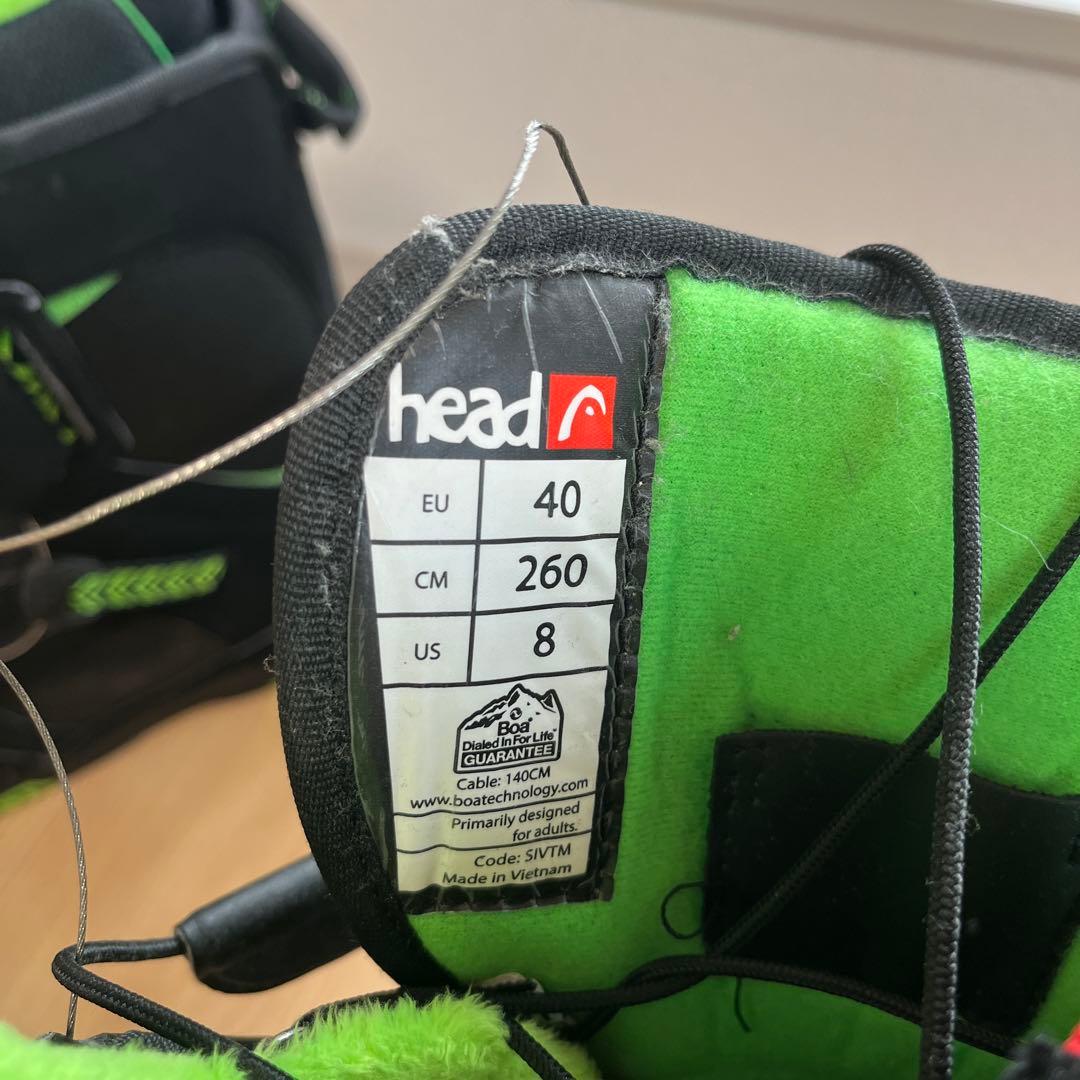 head
EU 40
CM 260
US 8
Boa®
Dialed In For Life™
GUARANTEE
Cable: 140CM
www.boatechnology.com
Primarily designed
for adults.
Code: SIVTM
Made in Vietnam